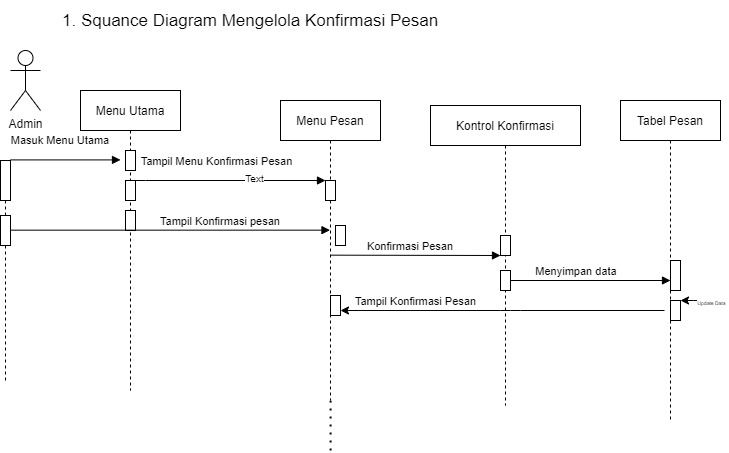 1. Squance Diagram Mengelola Konfirmasi Pesan
Admin
Menu Utama
Menu Pesan
Kontrol Konfirmasi
Tabel Pesan
Masuk Menu Utama
Tampil Menu Konfirmasi Pesan
Text
Tampil Konfirmasi pesan
Konfirmasi Pesan
Menyimpan data
Tampil Konfirmasi Pesan
Update Data